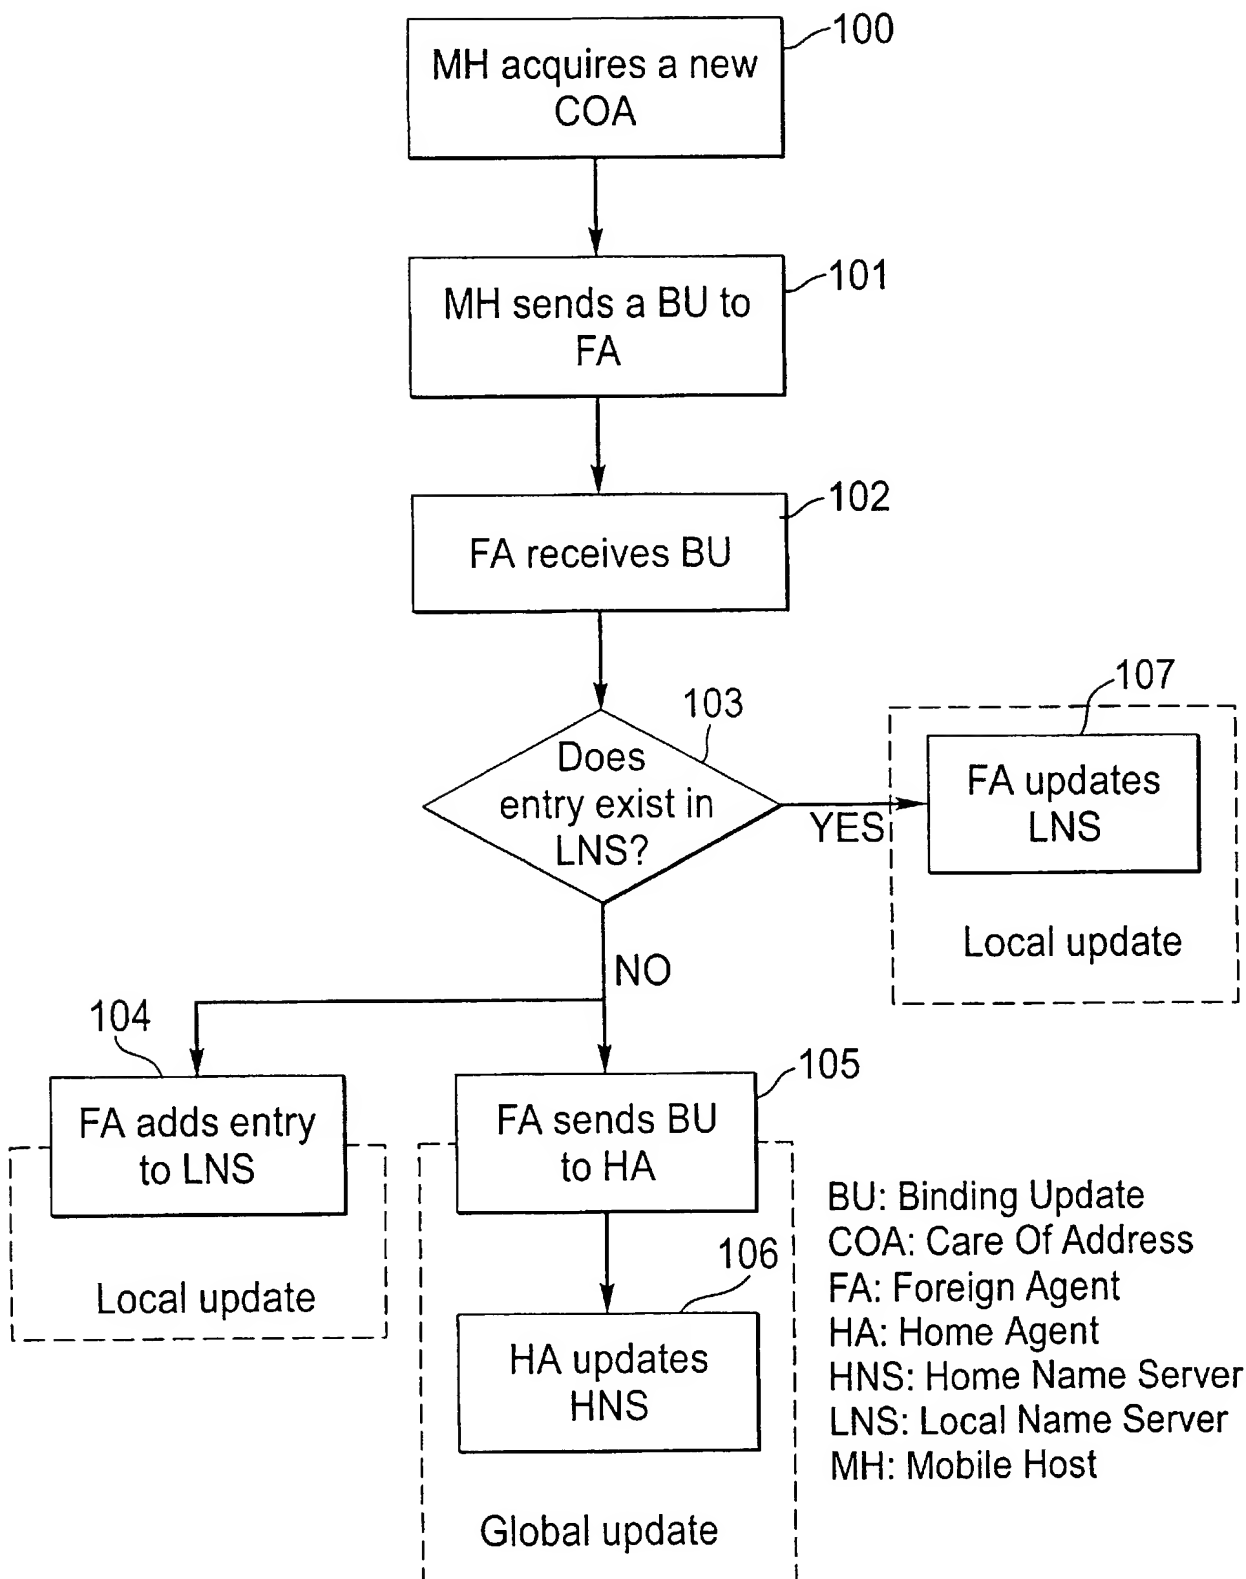 100
MH acquires a new
COA
101
MH sends a BU to
FA
102
FA receives BU
103
Does
entry exist in
LNS?
YES
107
FA updates
LNS
Local update
NO
104
FA adds entry
to LNS
Local update
105
FA sends BU
to HA
106
HA updates
HNS
Global update
BU: Binding Update
COA: Care Of Address
FA: Foreign Agent
HA: Home Agent
HNS: Home Name Server
LNS: Local Name Server
MH: Mobile Host